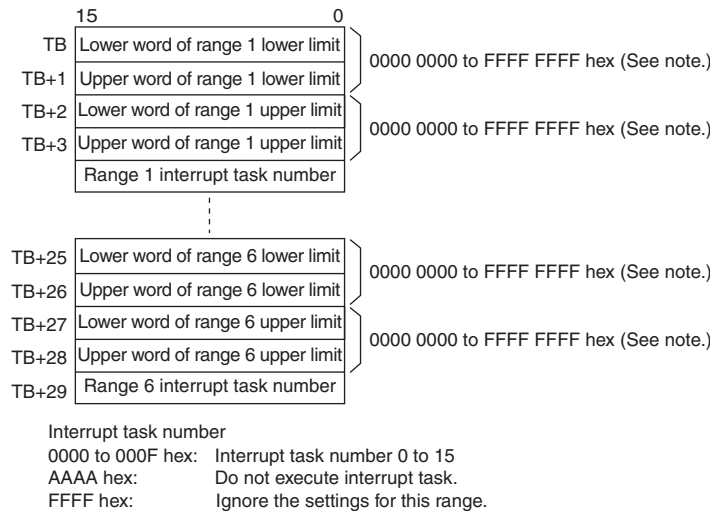 15 0
TB Lower word of range 1 lower limit
TB+1 Upper word of range 1 lower limit
0000 0000 to FFFF FFFF hex (See note.)
TB+2 Lower word of range 1 upper limit
TB+3 Upper word of range 1 upper limit
0000 0000 to FFFF FFFF hex (See note.)
Range 1 interrupt task number
TB+25 Lower word of range 6 lower limit
TB+26 Upper word of range 6 lower limit
0000 0000 to FFFF FFFF hex (See note.)
TB+27 Lower word of range 6 upper limit
TB+28 Upper word of range 6 upper limit
0000 0000 to FFFF FFFF hex (See note.)
TB+29 Range 6 interrupt task number
Interrupt task number
0000 to 000F hex: Interrupt task number 0 to 15
AAAA hex: Do not execute interrupt task.
FFFF hex: Ignore the settings for this range.